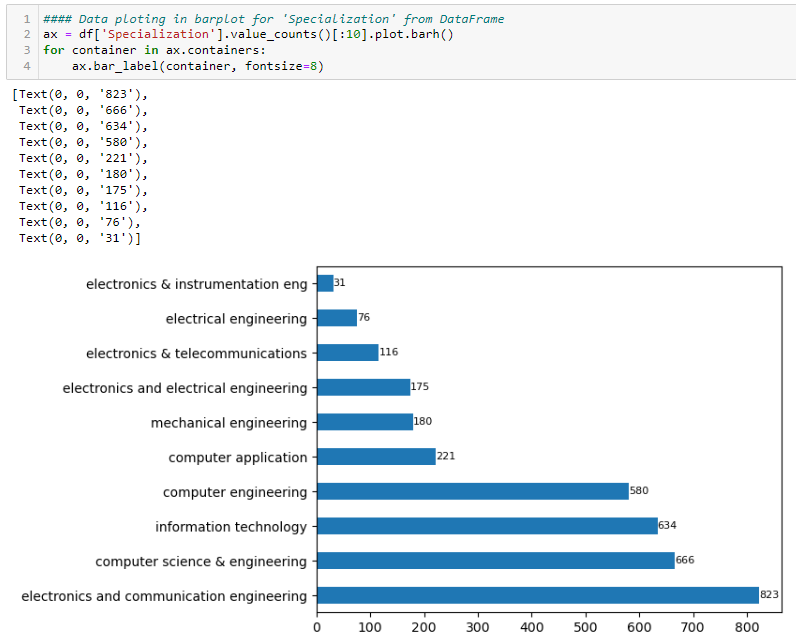 1 #### Data ploting in barplot for 'Specialization' from DataFrame
2 ax = df['Specialization'].value_counts()[:10].plot.barh()
3 for container in ax.containers:
4     ax.bar_label(container, fontsize=8)
[Text(0, 0, '823'),
 Text(0, 0, '666'),
 Text(0, 0, '634'),
 Text(0, 0, '580'),
 Text(0, 0, '221'),
 Text(0, 0, '180'),
 Text(0, 0, '175'),
 Text(0, 0, '116'),
 Text(0, 0, '76'),
 Text(0, 0, '31')]
electronics & instrumentation eng 31
electrical engineering 76
electronics & telecommunications 116
electronics and electrical engineering 175
mechanical engineering 180
computer application 221
computer engineering 580
information technology 634
computer science & engineering 666
electronics and communication engineering 823
0 100 200 300 400 500 600 700 800